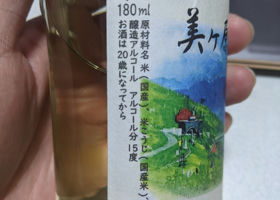 180ml
原材料名 米(国産)、米こうじ(国産米)、
醸造アルコール アルコール分 15度
お酒は20歳になってから
美ヶ